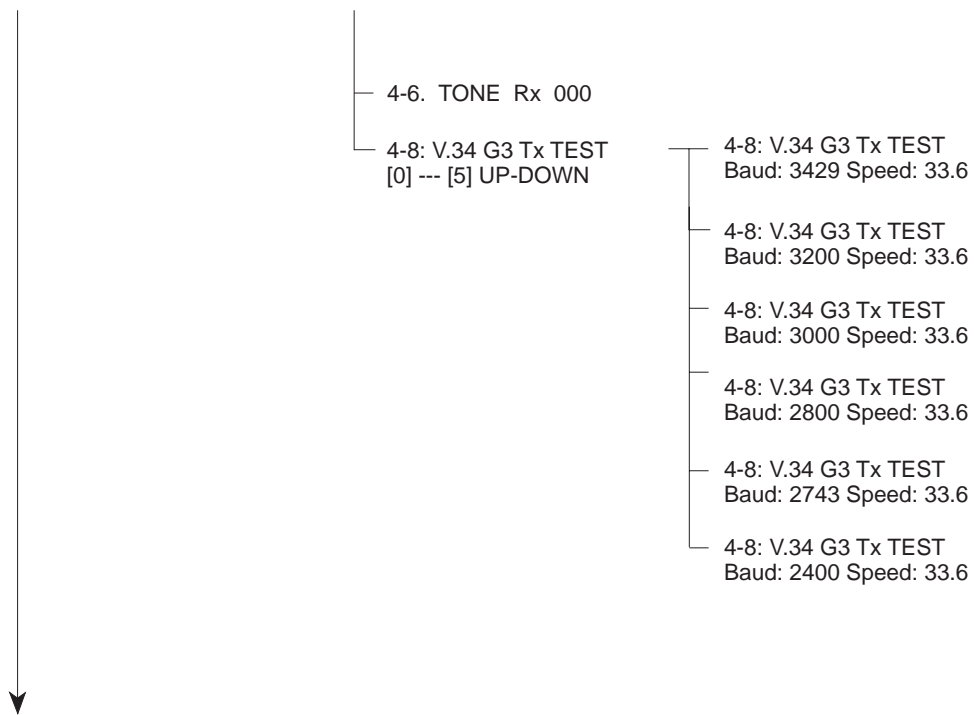 4-6. TONE Rx 000
4-8: V.34 G3 Tx TEST
[0] --- [5] UP-DOWN
4-8: V.34 G3 Tx TEST
Baud: 3429 Speed: 33.6
4-8: V.34 G3 Tx TEST
Baud: 3200 Speed: 33.6
4-8: V.34 G3 Tx TEST
Baud: 3000 Speed: 33.6
4-8: V.34 G3 Tx TEST
Baud: 2800 Speed: 33.6
4-8: V.34 G3 Tx TEST
Baud: 2743 Speed: 33.6
4-8: V.34 G3 Tx TEST
Baud: 2400 Speed: 33.6